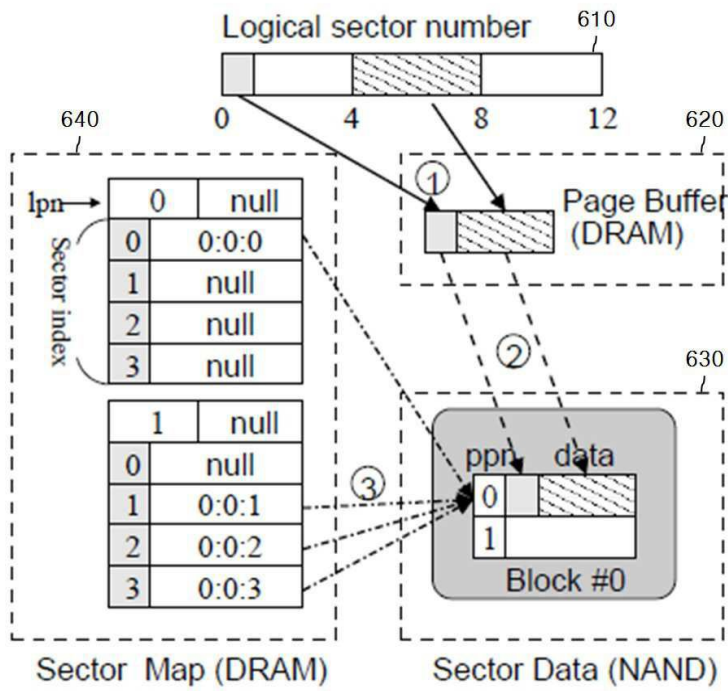 Logical sector number
610
0 4 8 12
640
620
lpn
0 null
Sector index
0 0:0:0
1 null
2 null
3 null
1 null
0 null
1 0:0:1
2 0:0:2
3 0:0:3
①
Page Buffer
(DRAM)
②
③
630
ppn data
0
1
Block #0
Sector Map (DRAM)
Sector Data (NAND)